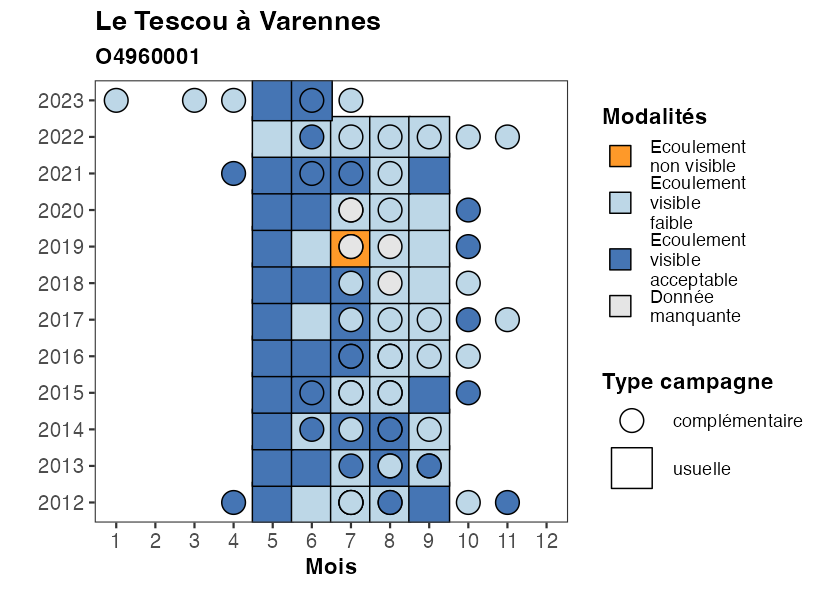 Le Tescou à Varennes
O4960001
2023
2022
2021
2020
2019
2018
2017
2016
2015
2014
2013
2012
1 2 3 4 5 6 7 8 9 10 11 12
Mois
Modalités
Ecoulement
non visible
Ecoulement
visible
faible
Ecoulement
visible
acceptable
Donnée
manquante
Type campagne
complémentaire
usuelle